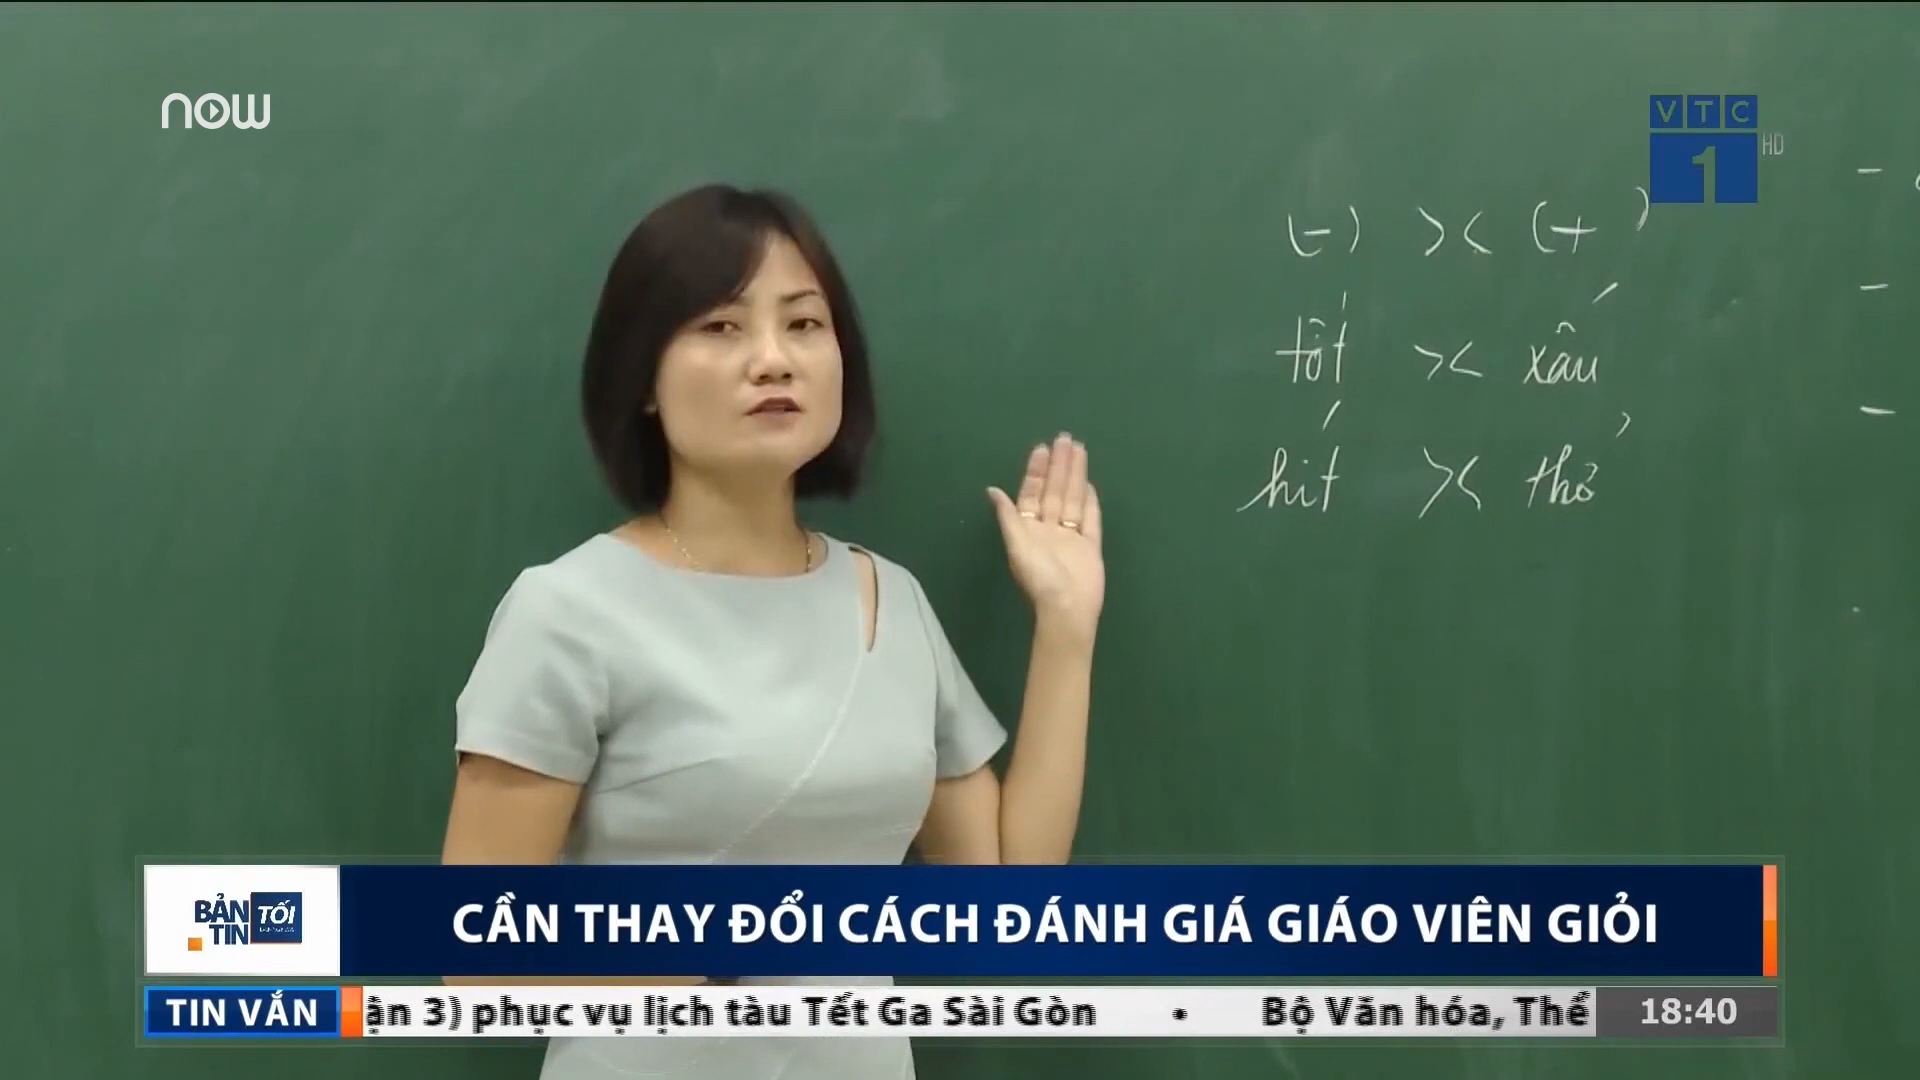 now
VTC
1 HD
(-) >< (+)
tốt >< xấu
hít >< thở
BẢN TIN TỐI
CẦN THAY ĐỔI CÁCH ĐÁNH GIÁ GIÁO VIÊN GIỎI
TIN VẮN
ận 3) phục vụ lịch tàu Tết Ga Sài Gòn • Bộ Văn hóa, Thể
18:40